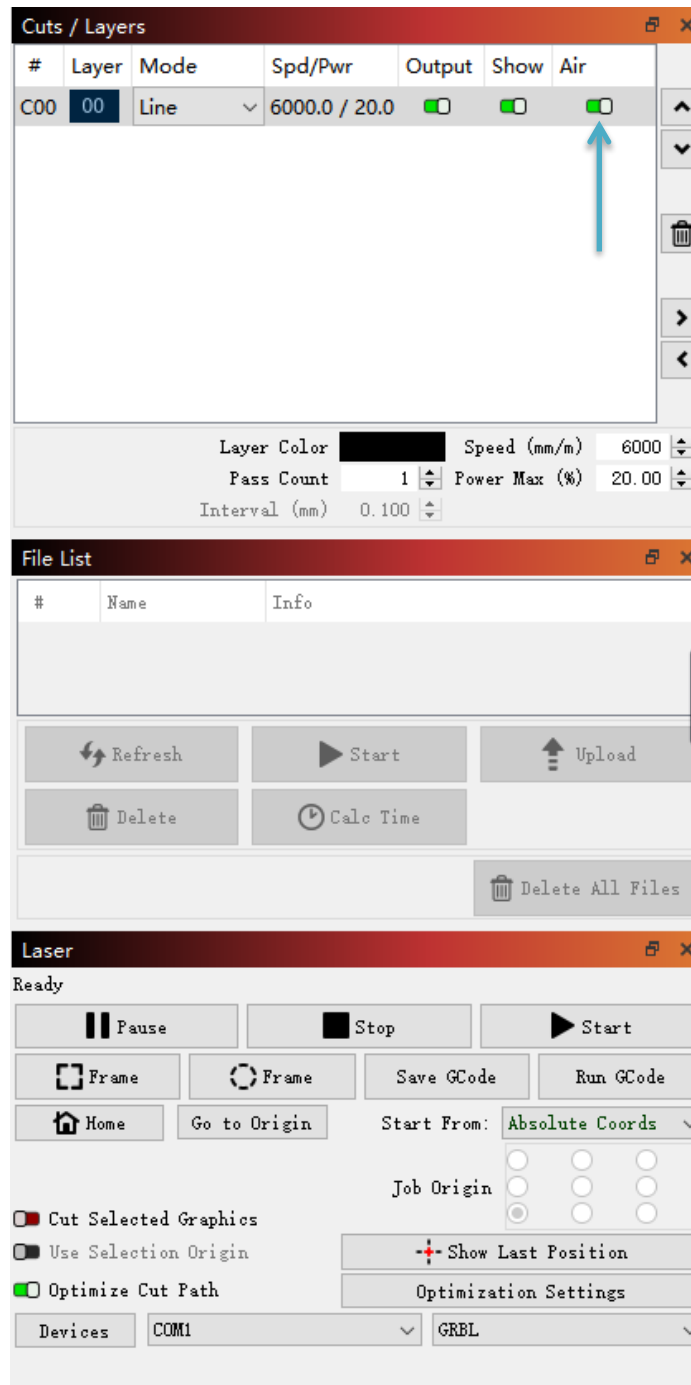 Cuts / Layers
# Layer Mode Spd/Pwr Output Show Air
C00 00 Line 6000.0 / 20.0
Layer Color Speed (mm/m) 6000
Pass Count 1 Power Max (%) 20.00
Interval (mm) 0.100
File List
# Name Info
Refresh Start Upload
Delete Calc Time
Delete All Files
Laser
Ready
Pause Stop Start
Frame Frame Save GCode Run GCode
Home Go to Origin Start From: Absolute Coords
Job Origin
Cut Selected Graphics
Use Selection Origin Show Last Position
Optimize Cut Path Optimization Settings
Devices COM1 GRBL